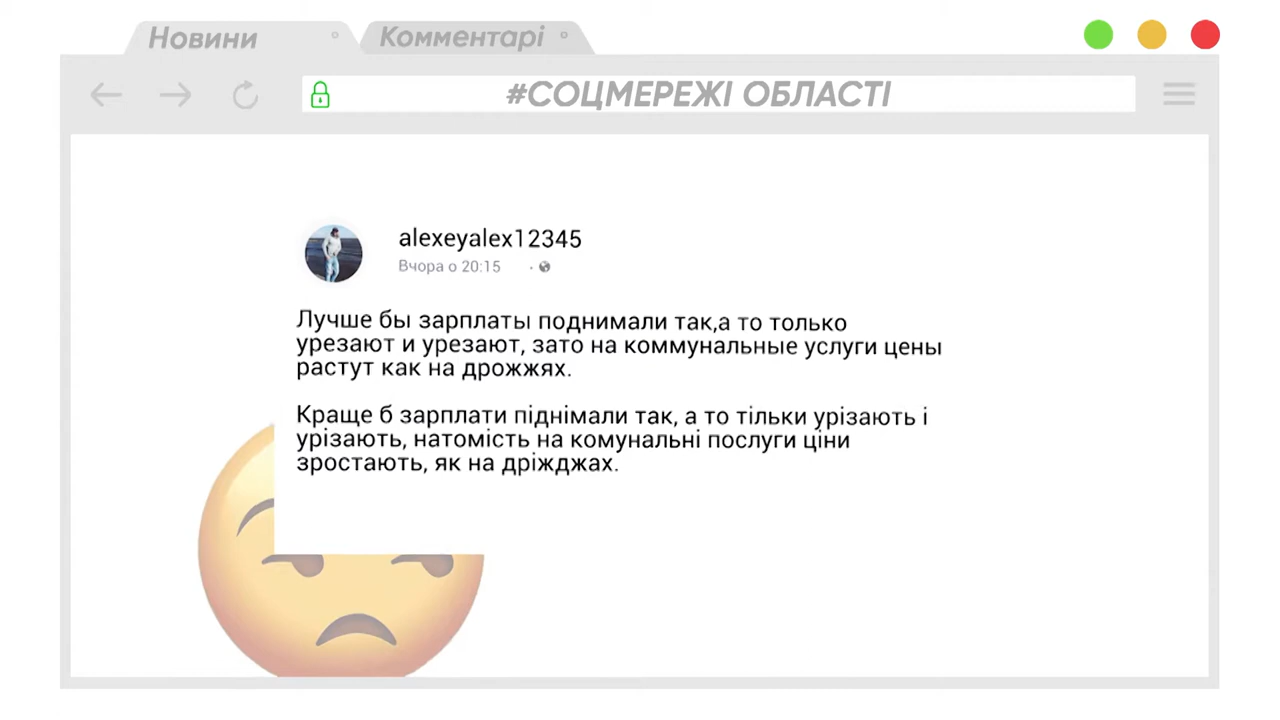 Новини
Комментарі
#СОЦМЕРЕЖІ ОБЛАСТІ
alexeyalex12345
Вчора о 20:15
Лучше бы зарплаты поднимали так,а то только
урезают и урезают, зато на коммунальные услуги цены
растут как на дрожжях.
Краще б зарплати піднімали так, а то тільки урізають і
урізають, натомість на комунальні послуги ціни
зростають, як на дріжджах.